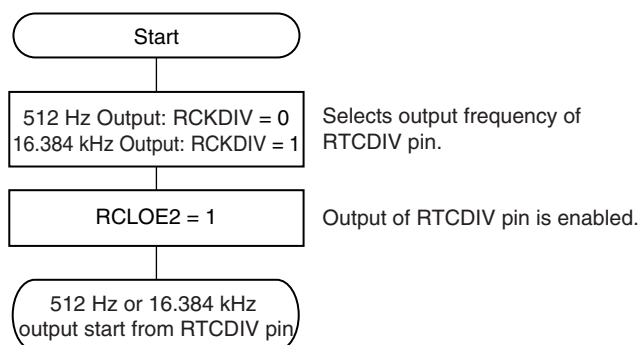 Start
512 Hz Output: RCKDIV = 0
16.384 kHz Output: RCKDIV = 1
Selects output frequency of
RTCDIV pin.
RCLOE2 = 1
Output of RTCDIV pin is enabled.
512 Hz or 16.384 kHz
output start from RTCDIV pin